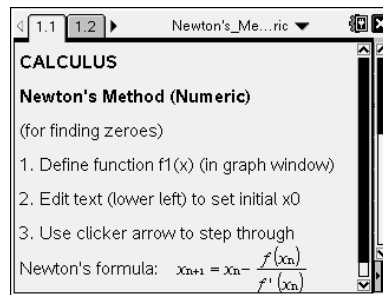 1.1 1.2 Newton's_Me...ric
CALCULUS
Newton's Method (Numeric)
(for finding zeroes)
1. Define function f1(x) (in graph window)
2. Edit text (lower left) to set initial x0
3. Use clicker arrow to step through
Newton's formula: xₙ₊₁ = xₙ− f(xₙ) / f'(xₙ)